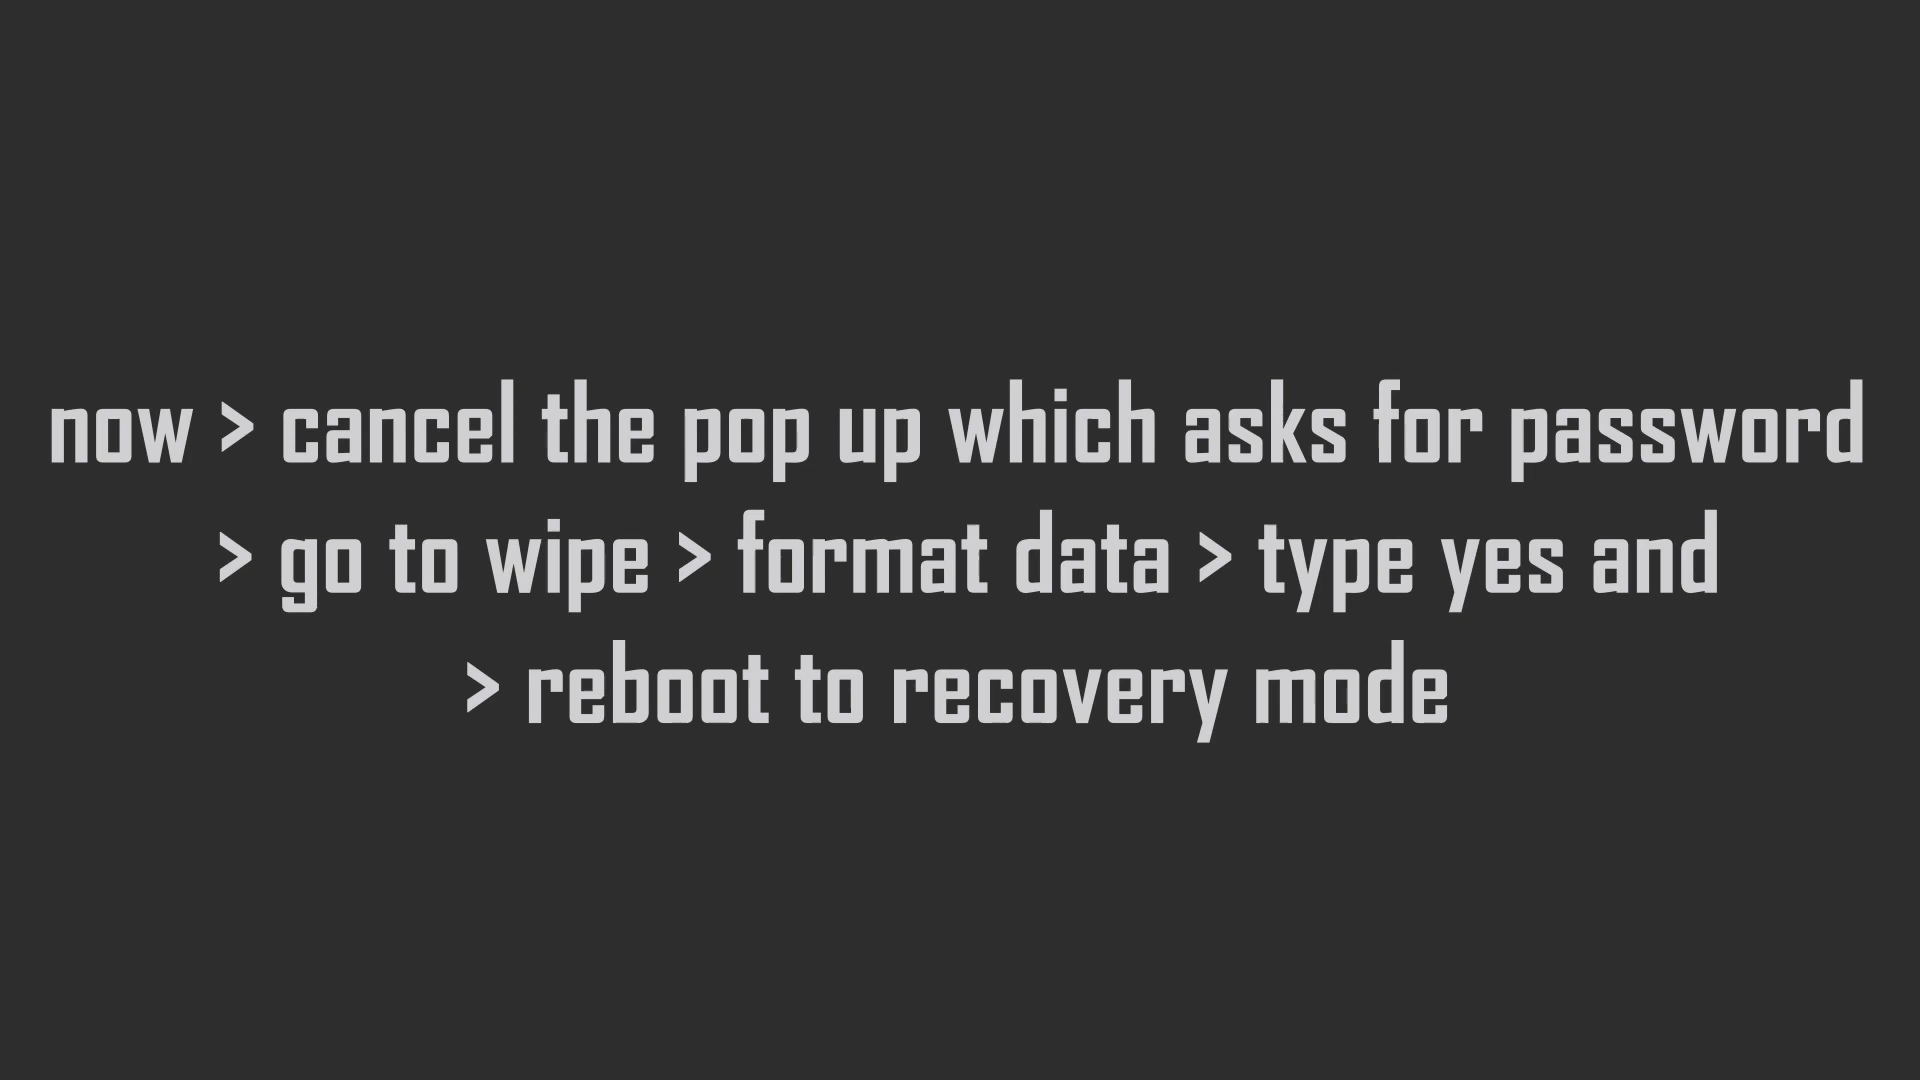 now > cancel the pop up which asks for password
> go to wipe > format data > type yes and
> reboot to recovery mode